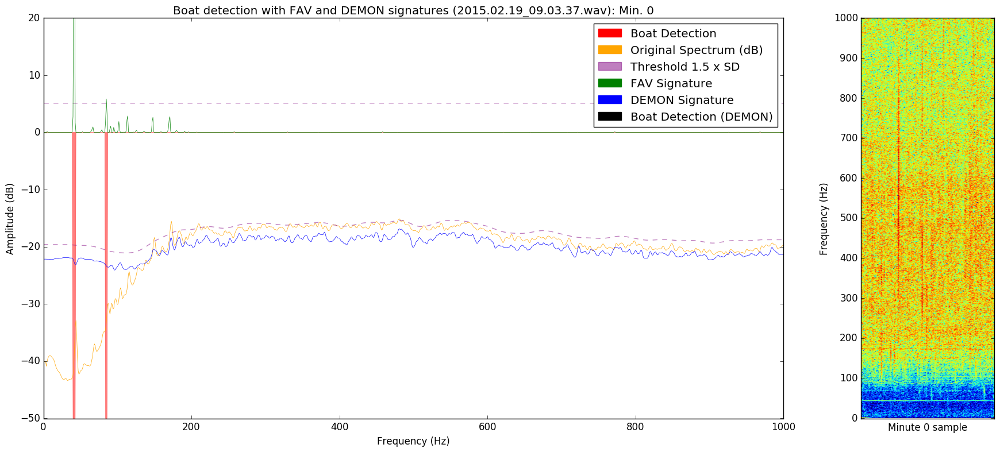 Boat detection with FAV and DEMON signatures (2015.02.19_09.03.37.wav): Min. 0
20
10
0
−10
−20
−30
−40
−50
Amplitude (dB)
0
200
400
600
800
1000
Frequency (Hz)
Boat Detection
Original Spectrum (dB)
Threshold 1.5 x SD
FAV Signature
DEMON Signature
Boat Detection (DEMON)
1000
900
800
700
600
500
400
300
200
100
0
Frequency (Hz)
Minute 0 sample